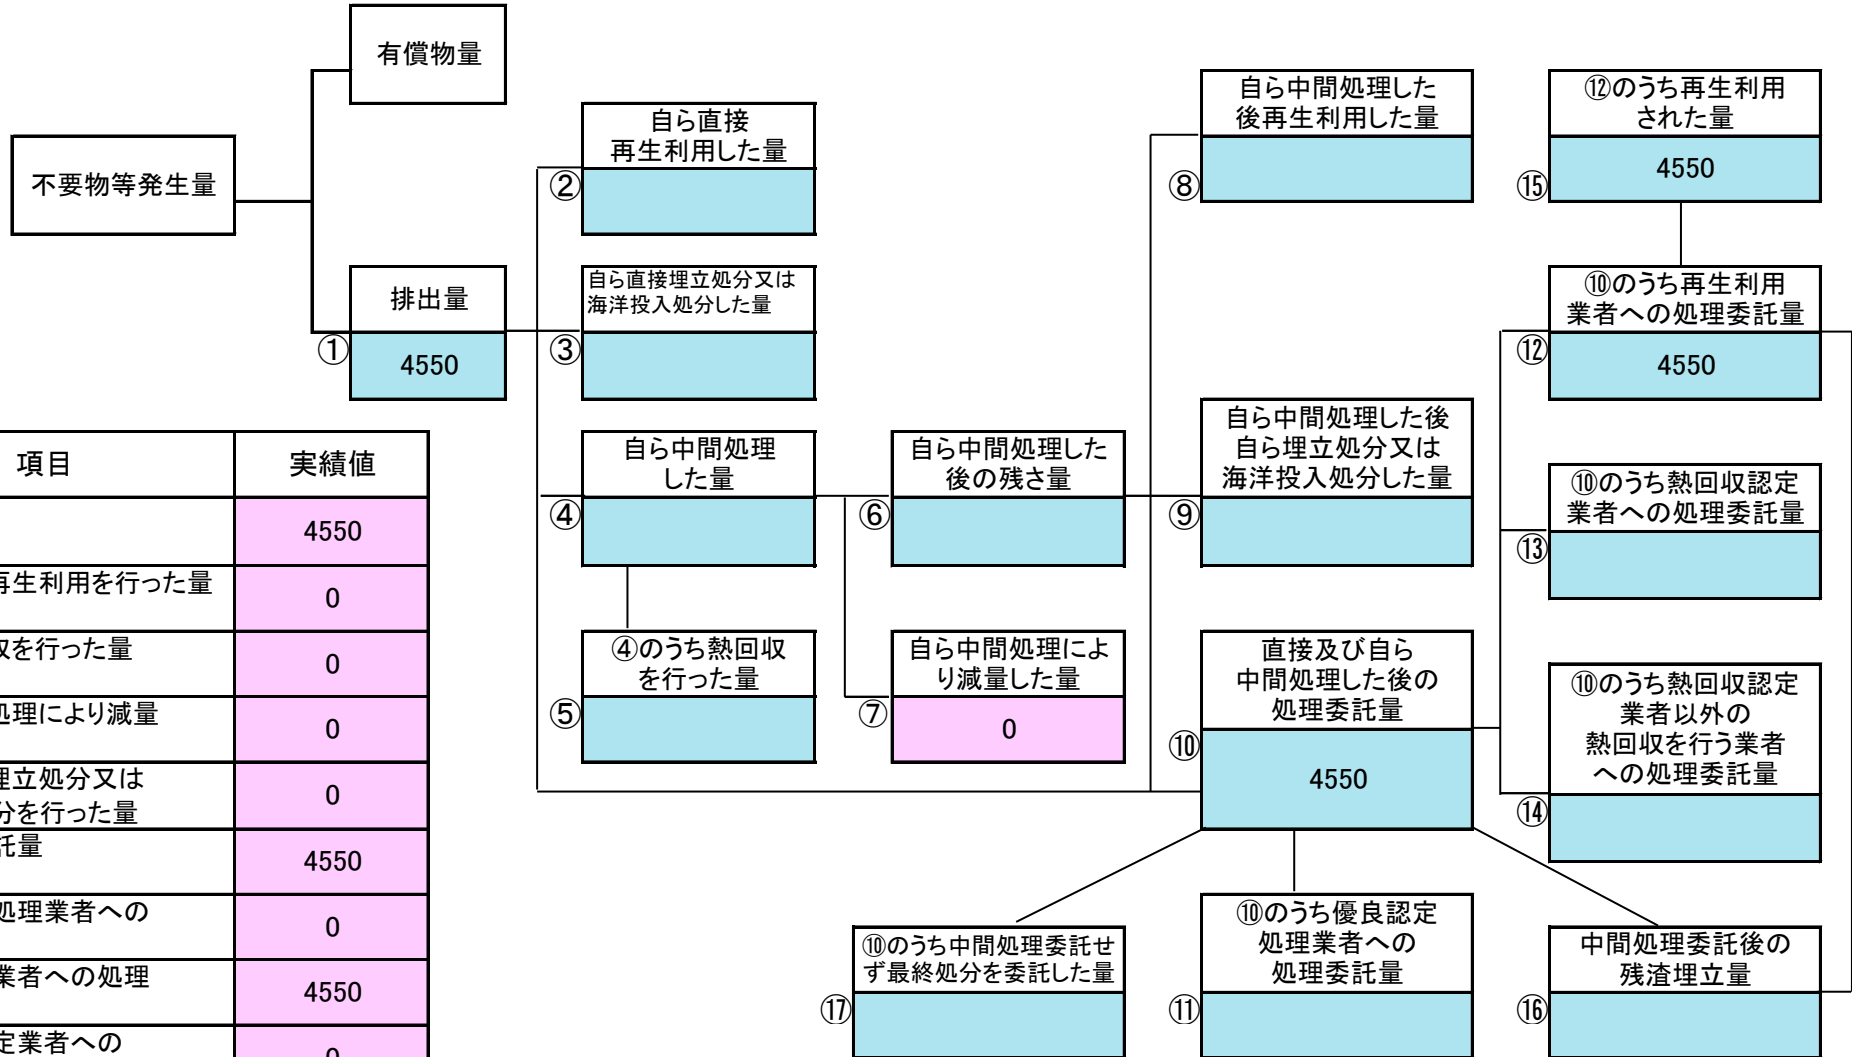 有償物量
不要物等発生量
排出量
①
4550
自ら直接
再生利用した量
②
自ら直接埋立処分又は
海洋投入処分した量
③
自ら中間処理
した量
④
④のうち熱回収
を行った量
⑤
自ら中間処理した
後の残さ量
⑥
自ら中間処理によ
り減量した量
⑦
0
自ら中間処理した
後再生利用した量
⑧
自ら中間処理した後
自ら埋立処分又は
海洋投入処分した量
⑨
直接及び自ら
中間処理した後の
処理委託量
⑩
4550
⑫のうち再生利用
された量
⑮
4550
⑩のうち再生利用
業者への処理委託量
⑫
4550
⑩のうち熱回収認定
業者への処理委託量
⑬
⑩のうち熱回収認定
業者以外の
熱回収を行う業者
への処理委託量
⑭
⑩のうち中間処理委託せ
ず最終処分を委託した量
⑰
⑩のうち優良認定
処理業者への
処理委託量
⑪
中間処理委託後の
残渣埋立量
⑯
項目 実績値
4550
再生利用を行った量
0
収を行った量
0
処理により減量
0
埋立処分又は
分を行った量
0
託量
4550
処理業者への
0
業者への処理
4550
定業者への
0